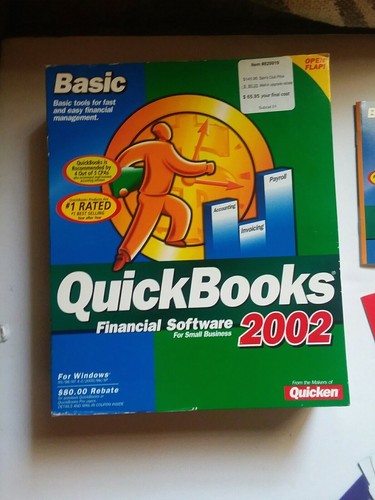 Basic
Basic tools for fast
and easy financial
management.
OPEN
FLAP
$ 60.95 your final cost
QuickBooks is
Recommended by
4 Out of 5 CPAs
#1 RATED
#1 BEST SELLING
Payroll
Accounting
Invoicing
QuickBooks®
Financial Software
For Small Business
2002
For Windows®
$80.00 Rebate
From the Makers of
Quicken